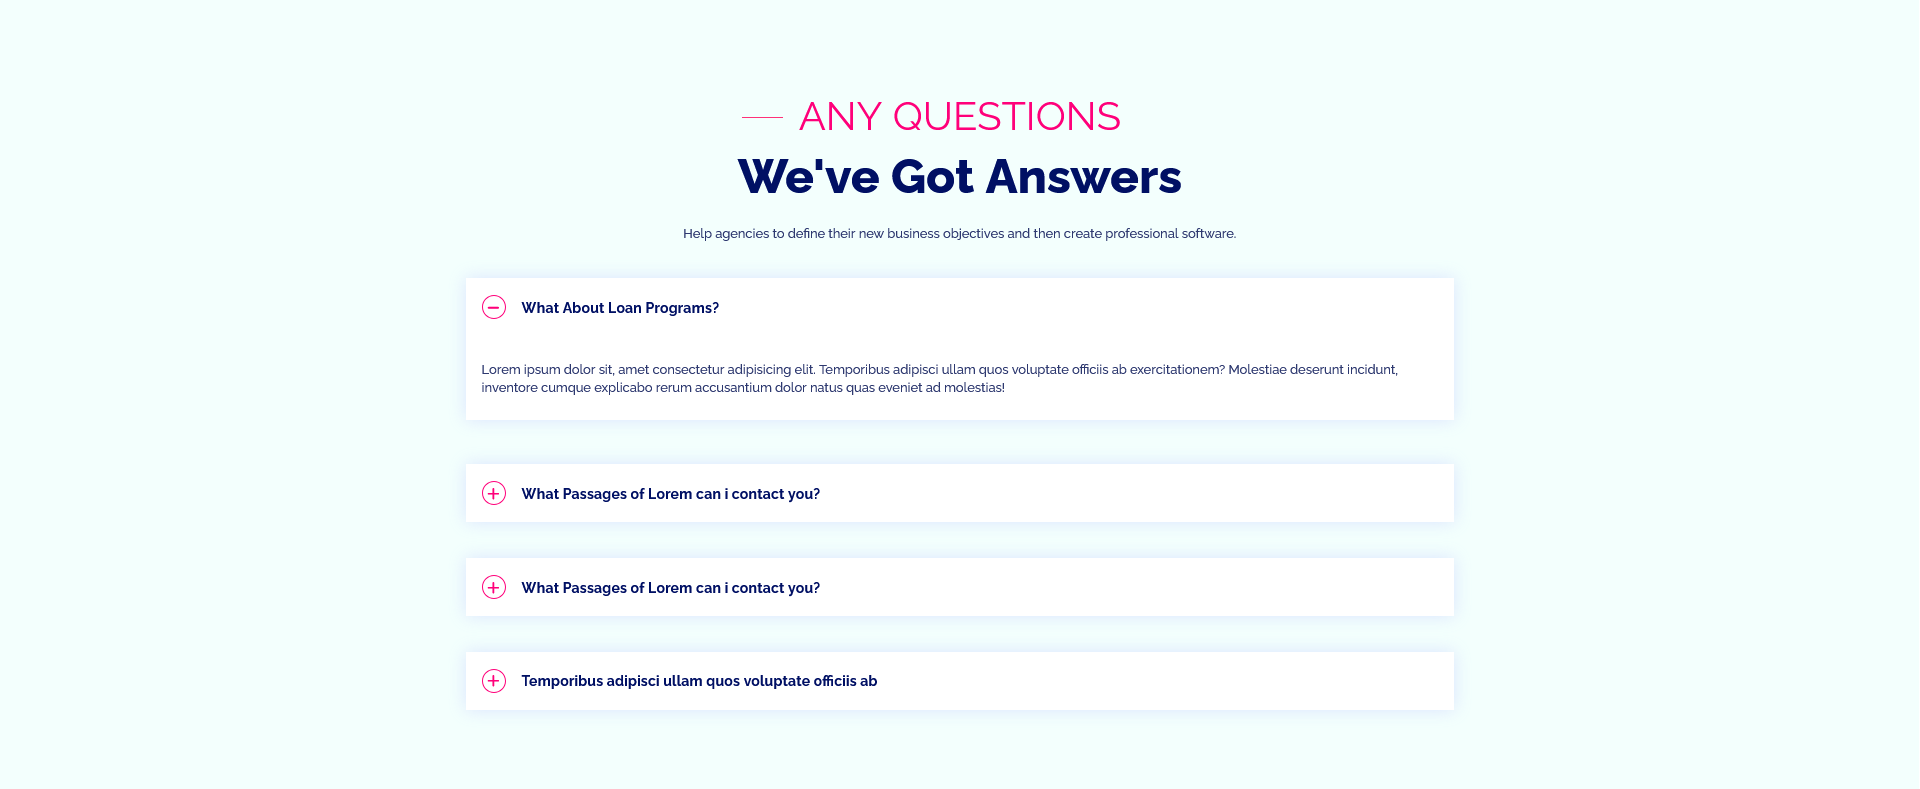 ANY QUESTIONS
We've Got Answers
Help agencies to define their new business objectives and then create professional software.
What About Loan Programs?
Lorem ipsum dolor sit, amet consectetur adipisicing elit. Temporibus adipisci ullam quos voluptate officiis ab exercitationem? Molestiae deserunt incidunt,
inventore cumque explicabo rerum accusantium dolor natus quas eveniet ad molestias!
What Passages of Lorem can i contact you?
What Passages of Lorem can i contact you?
Temporibus adipisci ullam quos voluptate officiis ab